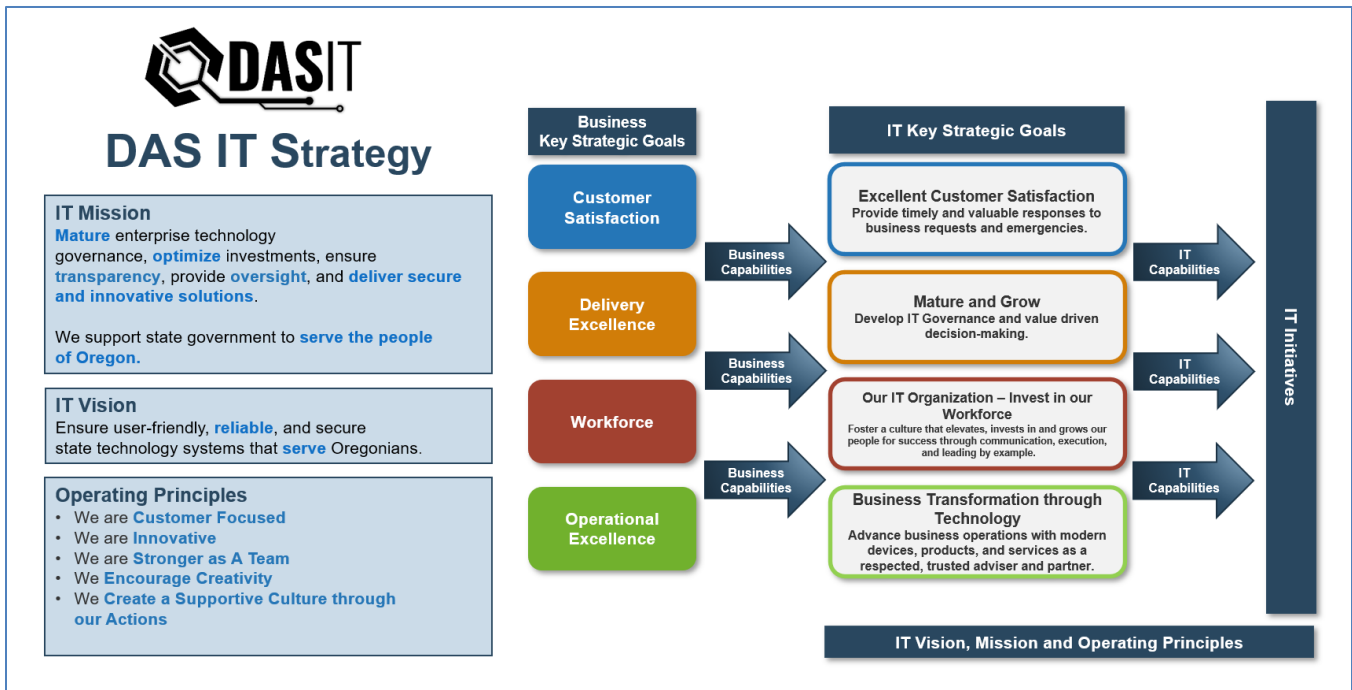 DASIT
DAS IT Strategy
IT Mission
Mature enterprise technology
governance, optimize investments, ensure
transparency, provide oversight, and deliver secure
and innovative solutions.
We support state government to serve the people
of Oregon.
IT Vision
Ensure user-friendly, reliable, and secure
state technology systems that serve Oregonians.
Operating Principles
• We are Customer Focused
• We are Innovative
• We are Stronger as A Team
• We Encourage Creativity
• We Create a Supportive Culture through
our Actions
Business
Key Strategic Goals
Customer
Satisfaction
Delivery
Excellence
Workforce
Operational
Excellence
Business
Capabilities
Business
Capabilities
Business
Capabilities
IT Key Strategic Goals
Excellent Customer Satisfaction
Provide timely and valuable responses to
business requests and emergencies.
Mature and Grow
Develop IT Governance and value driven
decision-making.
Our IT Organization – Invest in our
Workforce
Foster a culture that elevates, invests in and grows our
people for success through communication, execution,
and leading by example.
Business Transformation through
Technology
Advance business operations with modern
devices, products, and services as a
respected, trusted adviser and partner.
IT
Capabilities
IT
Capabilities
IT
Capabilities
IT Initiatives
IT Vision, Mission and Operating Principles